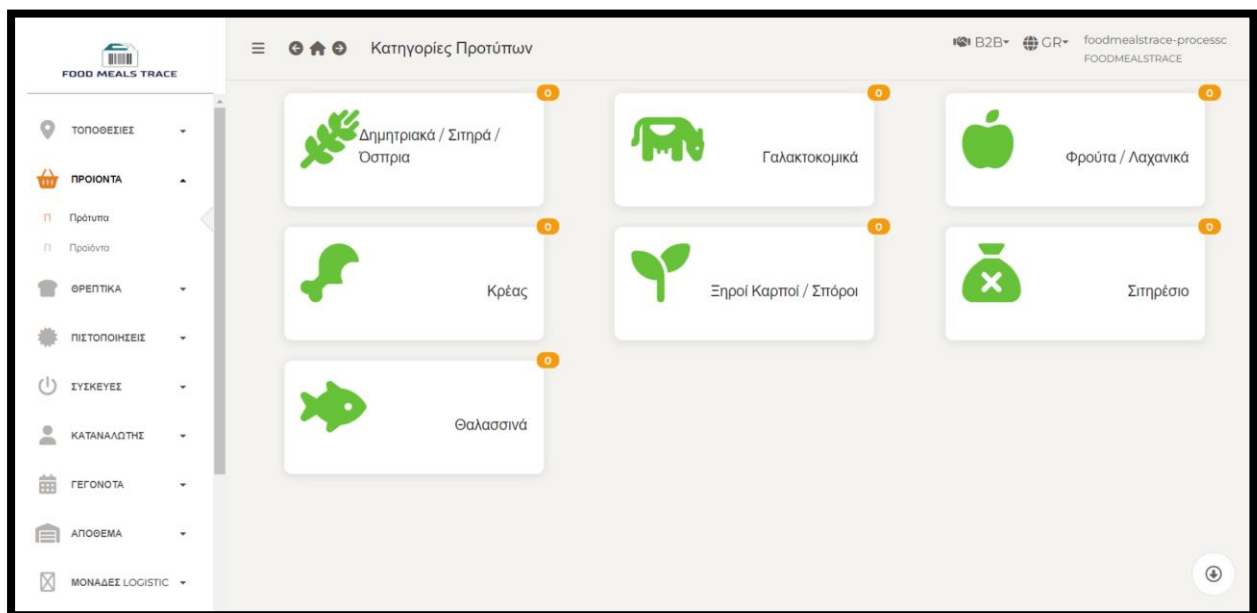 FOOD MEALS TRACE
Κατηγορίες Προτύπων
B2B
GR
foodmealstrace-processc
FOODMEALSTRACE
ΤΟΠΟΘΕΣΙΕΣ
ΠΡΟΙΟΝΤΑ
Π Πρότυπα
Π Προϊόντα
ΘΡΕΠΤΙΚΑ
ΠΙΣΤΟΠΟΙΗΣΕΙΣ
ΣΥΣΚΕΥΕΣ
ΚΑΤΑΝΑΛΩΤΗΣ
ΓΕΓΟΝΟΤΑ
ΑΠΟΘΕΜΑ
ΜΟΝΑΔΕΣ LOGISTIC
0
Δημητριακά / Σιτηρά /
Όσπρια
0
Γαλακτοκομικά
0
Φρούτα / Λαχανικά
0
Κρέας
0
Ξηροί Καρποί / Σπόροι
0
Σιτηρέσιο
0
Θαλασσινά